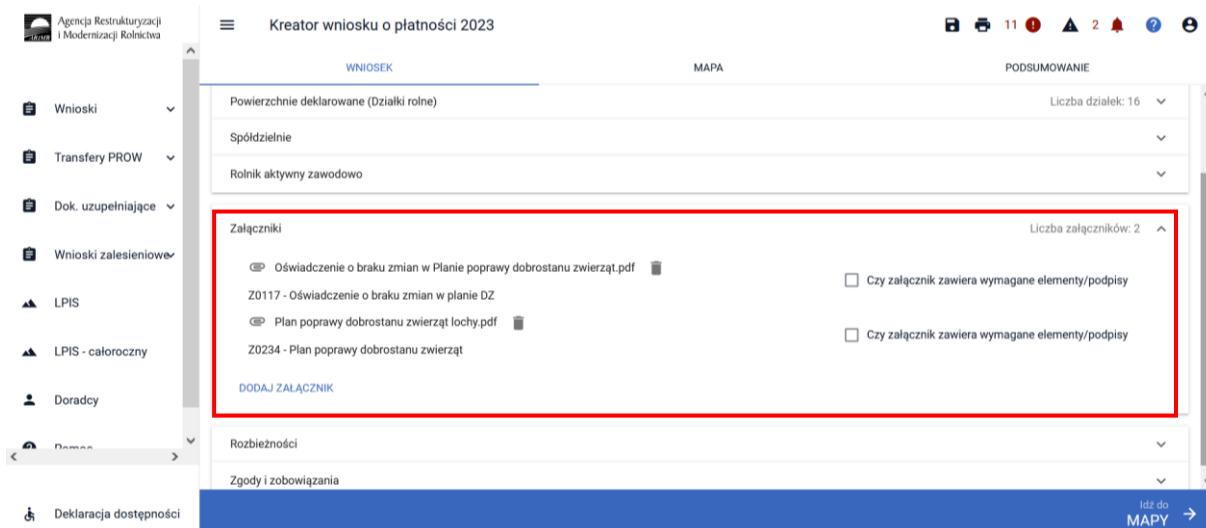 Agencja Restrukturyzacji
i Modernizacji Rolnictwa
ARiMR
Kreator wniosku o płatności 2023
11
2
WNIOSEK
MAPA
PODSUMOWANIE
Wnioski
Transfery PROW
Dok. uzupełniające
Wnioski zalesieniowe
LPIS
LPIS - całoroczny
Doradcy
Pomoc
Deklaracja dostępności
Powierzchnie deklarowane (Działki rolne)
Liczba działek: 16
Spółdzielnie
Rolnik aktywny zawodowo
Załączniki
Liczba załączników: 2
Oświadczenie o braku zmian w Planie poprawy dobrostanu zwierząt.pdf
Czy załącznik zawiera wymagane elementy/podpisy
Z0117 - Oświadczenie o braku zmian w planie DZ
Plan poprawy dobrostanu zwierząt lochy.pdf
Czy załącznik zawiera wymagane elementy/podpisy
Z0234 - Plan poprawy dobrostanu zwierząt
DODAJ ZAŁĄCZNIK
Rozbieżności
Zgody i zobowiązania
Idź do
MAPY